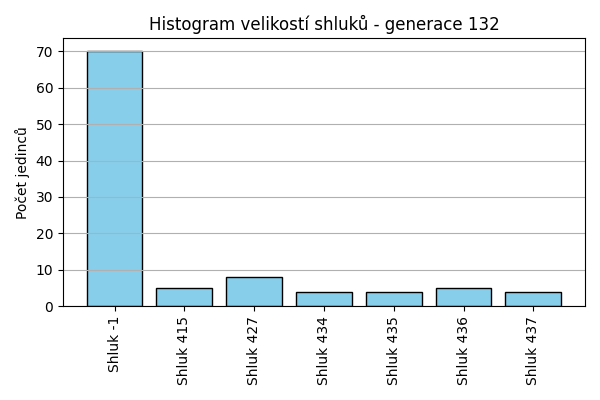 Histogram velikostí shluků - generace 132
Počet jedinců
70
60
50
40
30
20
10
0
Shluk -1
Shluk 415
Shluk 427
Shluk 434
Shluk 435
Shluk 436
Shluk 437